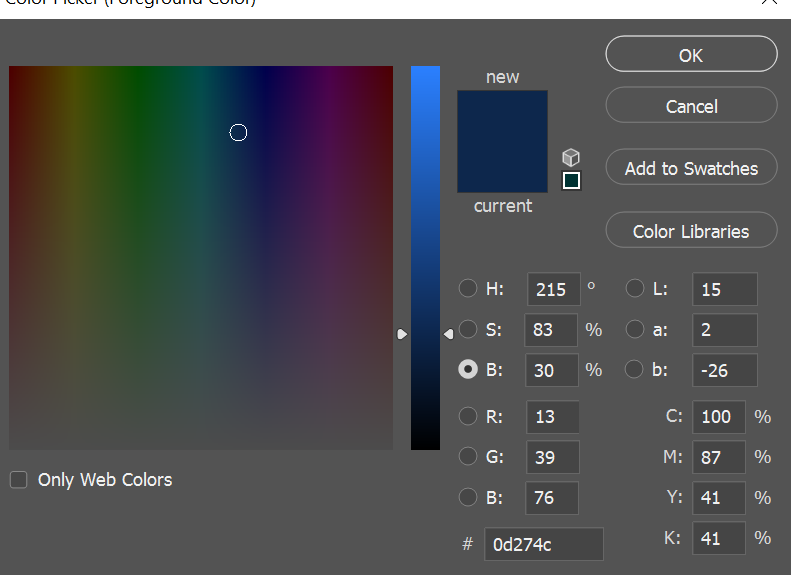 Color Picker (Foreground Color)
new
current
OK
Cancel
Add to Swatches
Color Libraries
H: 215 °
S: 83 %
B: 30 %
R: 13
G: 39
B: 76
# 0d274c
L: 15
a: 2
b: -26
C: 100 %
M: 87 %
Y: 41 %
K: 41 %
Only Web Colors